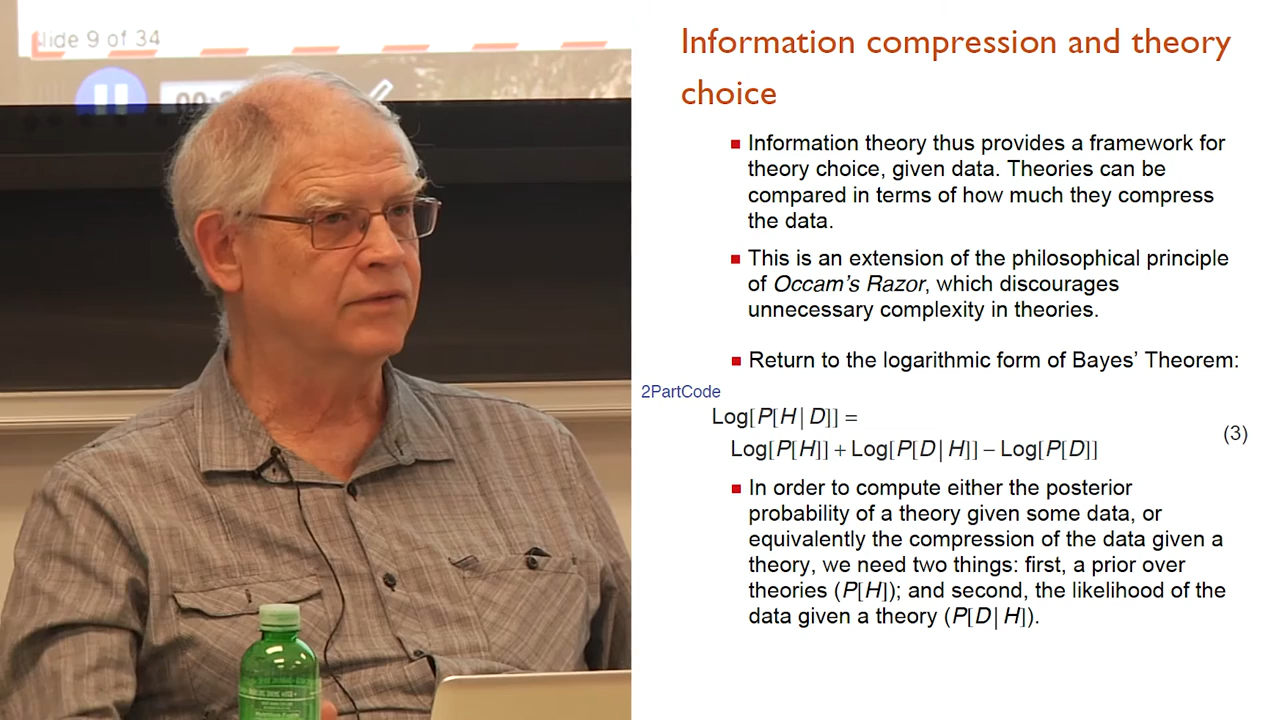 Slide 9 of 34
Information compression and theory
choice
■ Information theory thus provides a framework for
theory choice, given data. Theories can be
compared in terms of how much they compress
the data.
■ This is an extension of the philosophical principle
of Occam's Razor, which discourages
unnecessary complexity in theories.
■ Return to the logarithmic form of Bayes' Theorem:
2PartCode
Log[P[H|D]] =
Log[P[H]] + Log[P[D|H]] − Log[P[D]]
(3)
■ In order to compute either the posterior
probability of a theory given some data, or
equivalently the compression of the data given a
theory, we need two things: first, a prior over
theories (P[H]); and second, the likelihood of the
data given a theory (P[D|H]).